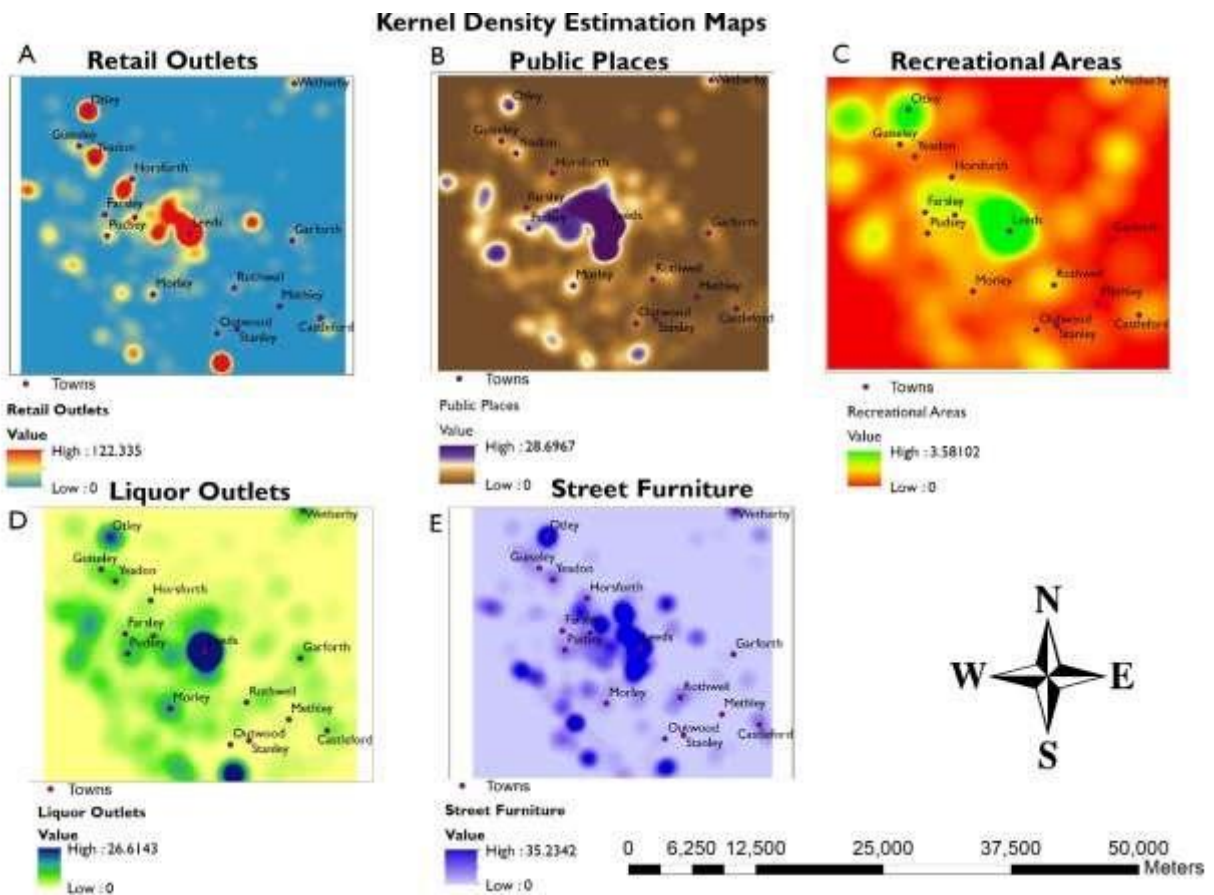 Kernel Density Estimation Maps
A
Retail Outlets
Wetherby
Otley
Guiseley
Yeadon
Horsforth
Farsley
Pudsey
Leeds
Garforth
Morley
Rothwell
Methley
Outwood
Stanley
Castleford
Towns
Retail Outlets
Value
High : 122.335
Low : 0
B
Public Places
Wetherby
Otley
Guiseley
Yeadon
Horsforth
Farsley
Pudsey
Leeds
Garforth
Morley
Rothwell
Methley
Outwood
Stanley
Castleford
Towns
Public Places
Value
High : 28.6967
Low : 0
C
Recreational Areas
Wetherby
Otley
Guiseley
Yeadon
Horsforth
Farsley
Pudsey
Leeds
Garforth
Morley
Rothwell
Methley
Outwood
Stanley
Castleford
Towns
Recreational Areas
Value
High : 3.58102
Low : 0
D
Liquor Outlets
Wetherby
Otley
Guiseley
Yeadon
Horsforth
Farsley
Pudsey
Leeds
Garforth
Morley
Rothwell
Methley
Outwood
Stanley
Castleford
Towns
Liquor Outlets
Value
High : 26.6143
Low : 0
E
Street Furniture
Wetherby
Otley
Guiseley
Yeadon
Horsforth
Farsley
Pudsey
Leeds
Garforth
Morley
Rothwell
Methley
Outwood
Stanley
Castleford
Towns
Street Furniture
Value
High : 35.2342
Low : 0
N
W E
S
0 6,250 12,500 25,000 37,500 50,000
Meters